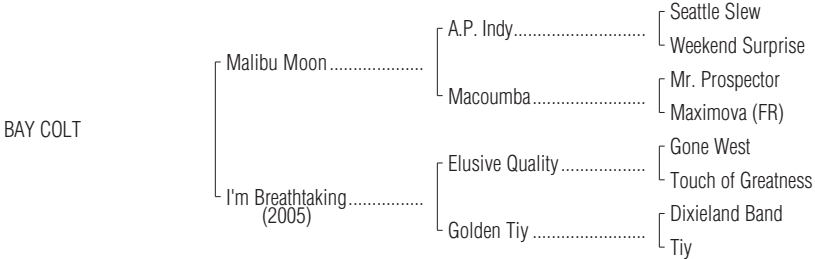 Seattle Slew
A.P. Indy..............................
Weekend Surprise
Malibu Moon.....................
Mr. Prospector
Macoumba..........................
Maximova (FR)
BAY COLT
Gone West
Elusive Quality...................
Touch of Greatness
I'm Breathtaking.................
(2005)
Dixieland Band
Golden Tiy .........................
Tiy